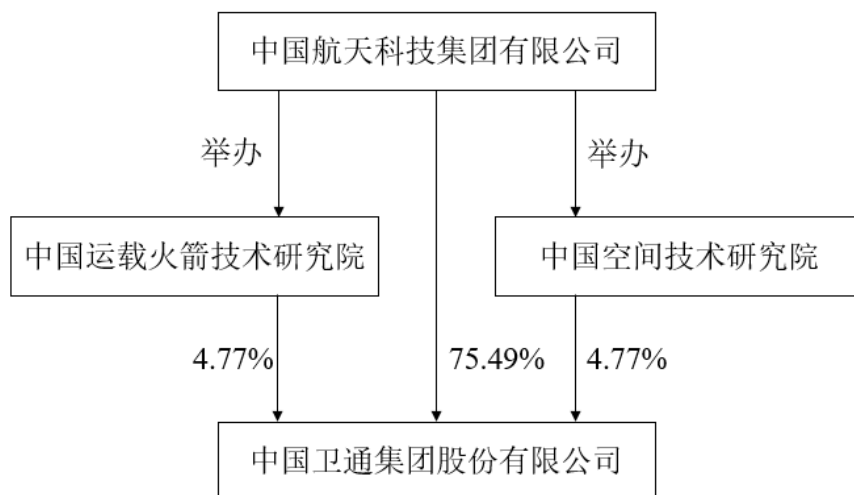 中国航天科技集团有限公司
举办
举办
中国运载火箭技术研究院
中国空间技术研究院
4.77%
75.49%
4.77%
中国卫通集团股份有限公司